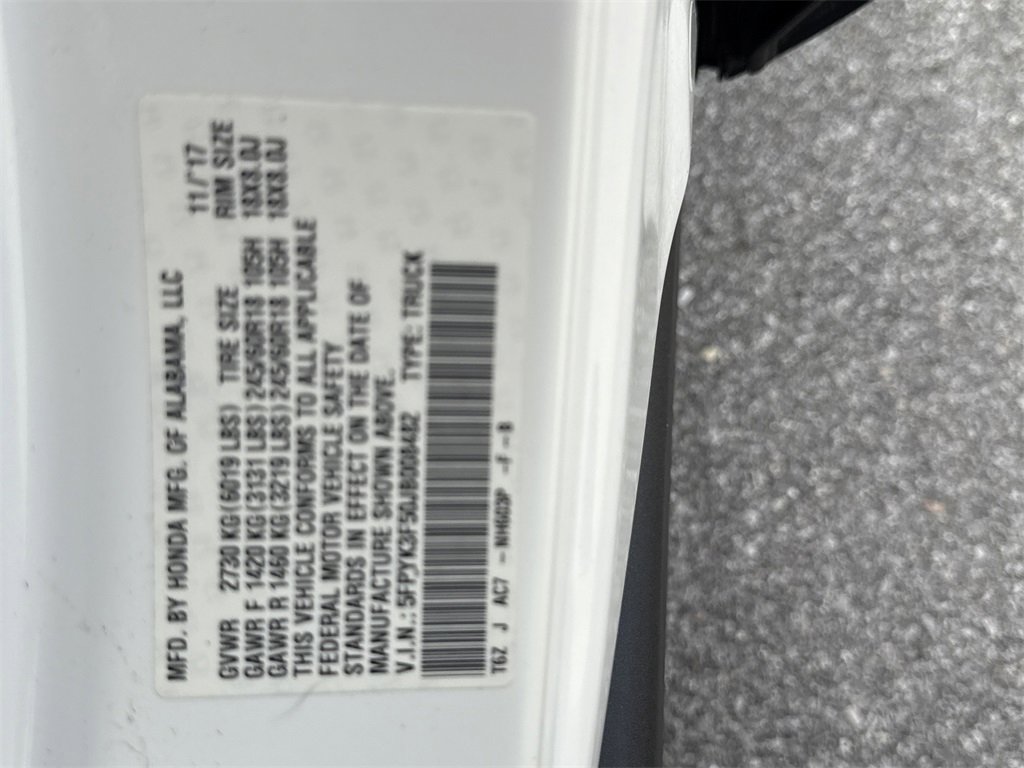 MFD. BY HONDA MFG. OF ALABAMA, LLC 11/'17
GVWR 2730 KG(6019 LBS) TIRE SIZE RIM SIZE
GAWR F 1420 KG(3131 LBS)245/60R18 105H 18X8.0J
GAWR R 1460 KG(3219 LBS)245/60R18 105H 18X8.0J
THIS VEHICLE CONFORMS TO ALL APPLICABLE
FEDERAL MOTOR VEHICLE SAFETY
STANDARDS IN EFFECT ON THE DATE OF
MANUFACTURE SHOWN ABOVE.
V.I.N.: 5FPYK3F50JB008482 TYPE: TRUCK
T6Z J AC7 -NH603P -F-B